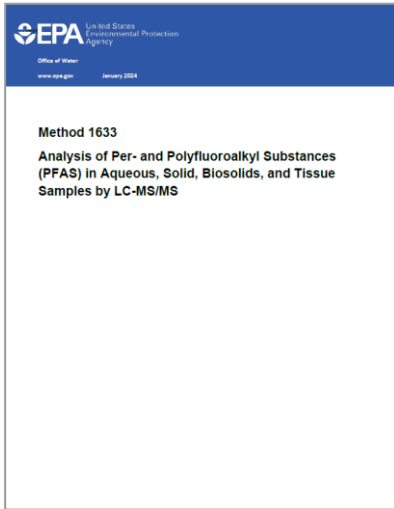 EPA
United States
Environmental Protection
Agency
Office of Water
www.epa.gov January 2024
Method 1633
Analysis of Per- and Polyfluoroalkyl Substances
(PFAS) in Aqueous, Solid, Biosolids, and Tissue
Samples by LC-MS/MS